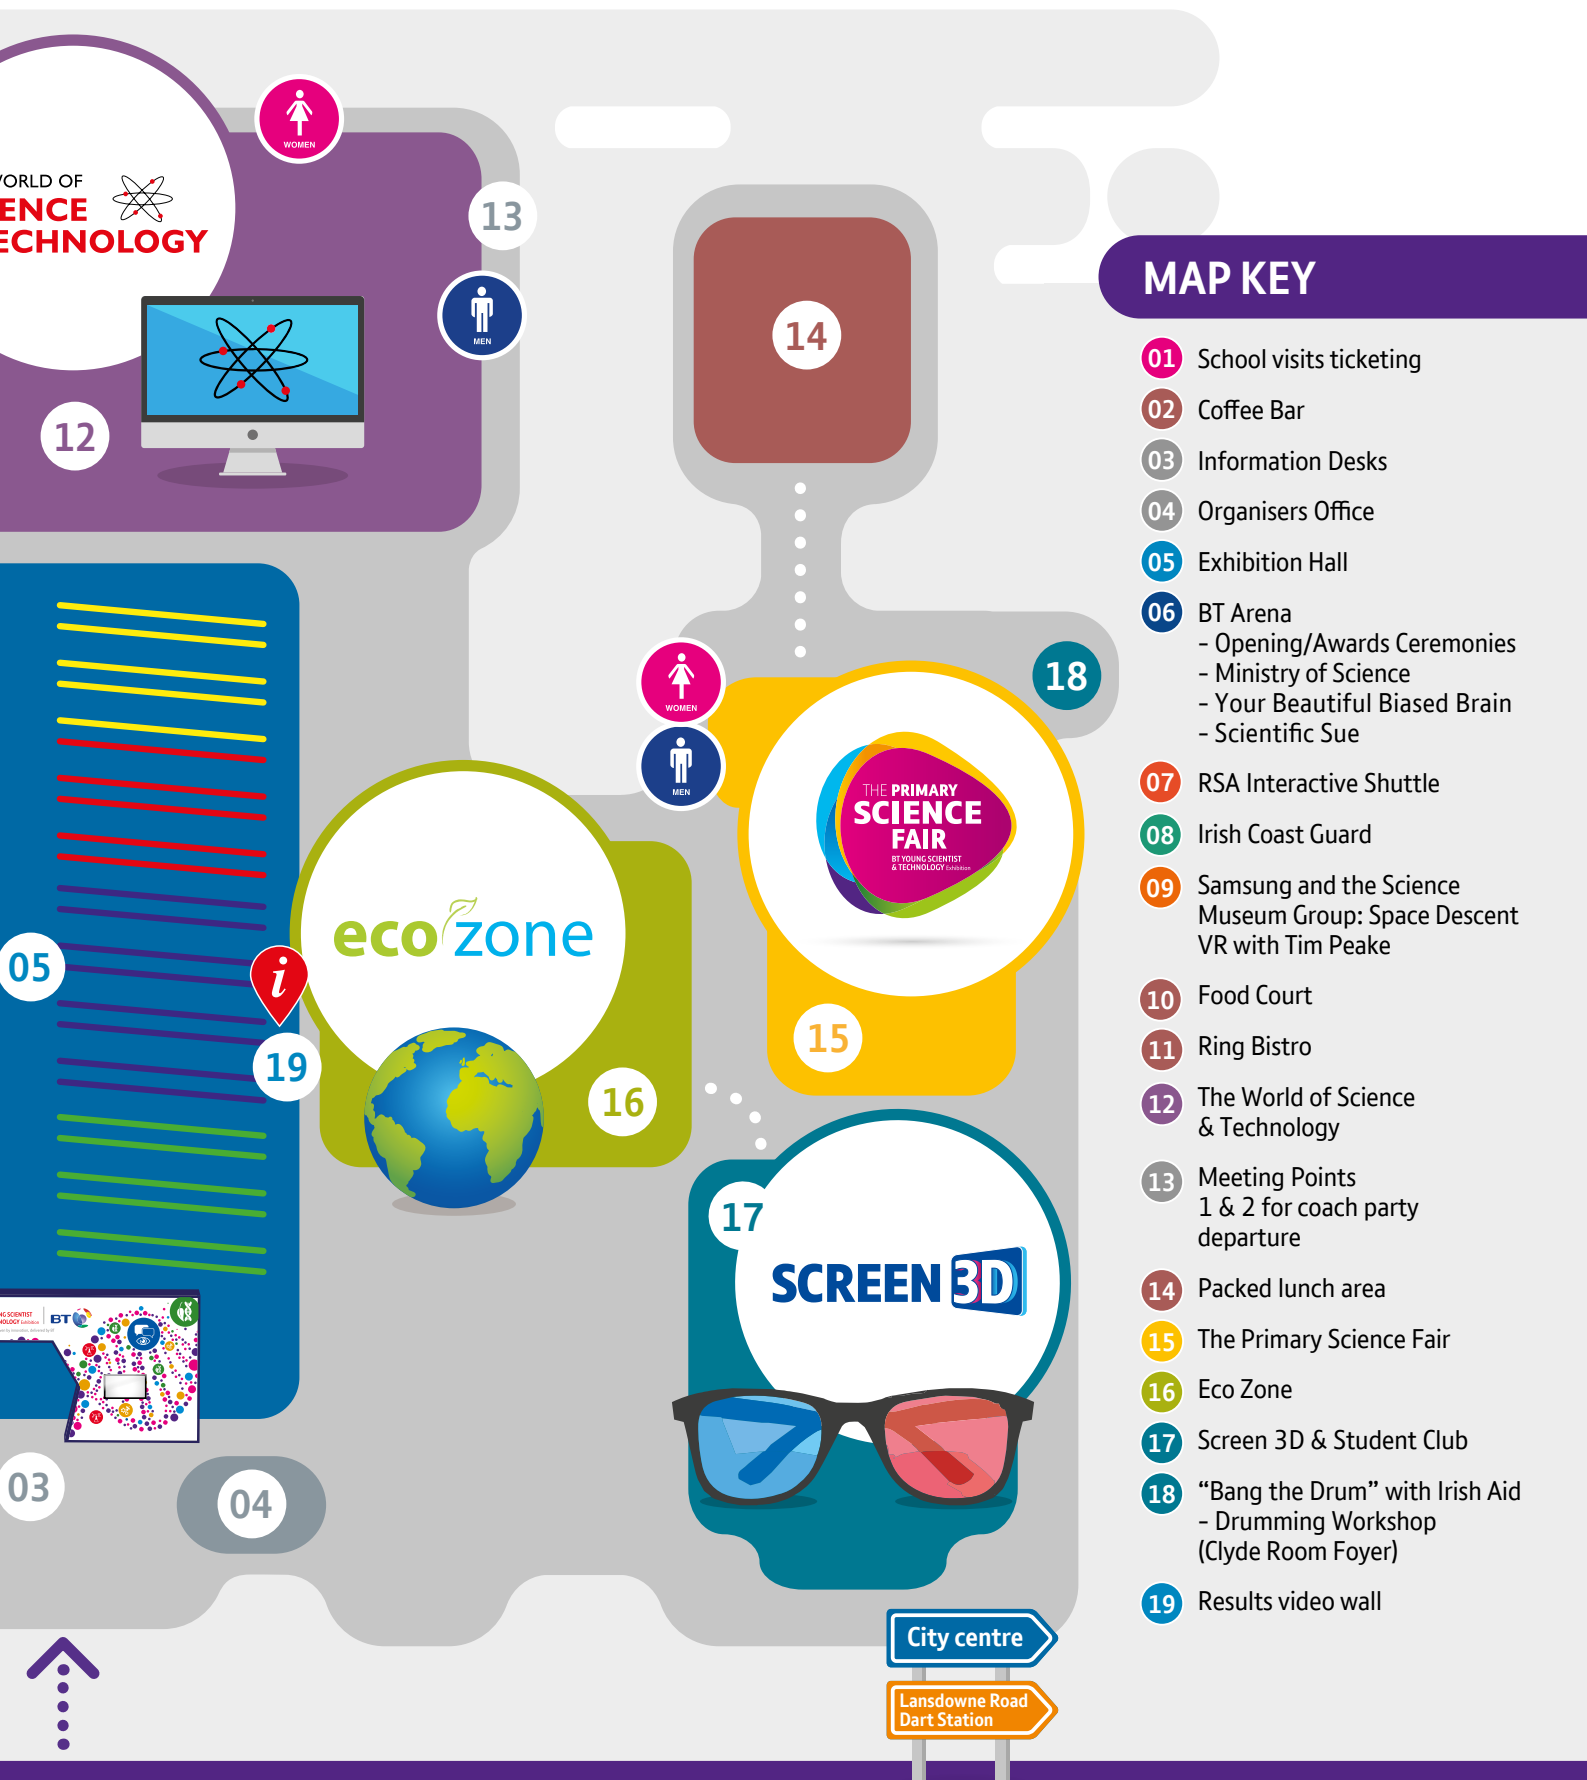 WOMEN
WORLD OF
ENCE
ECHNOLOGY
13
MEN
12
14
MAP KEY
01 School visits ticketing
02 Coffee Bar
03 Information Desks
04 Organisers Office
05 Exhibition Hall
06 BT Arena
- Opening/Awards Ceremonies
- Ministry of Science
- Your Beautiful Biased Brain
- Scientific Sue
07 RSA Interactive Shuttle
08 Irish Coast Guard
09 Samsung and the Science
Museum Group: Space Descent
VR with Tim Peake
10 Food Court
11 Ring Bistro
12 The World of Science
& Technology
13 Meeting Points
1 & 2 for coach party
departure
14 Packed lunch area
15 The Primary Science Fair
16 Eco Zone
17 Screen 3D & Student Club
18 “Bang the Drum” with Irish Aid
- Drumming Workshop
(Clyde Room Foyer)
19 Results video wall
WOMEN
MEN
18
THE PRIMARY
SCIENCE
FAIR
BT YOUNG SCIENTIST
& TECHNOLOGY Exhibition
15
eco zone
05
i
19
16
17
SCREEN 3D
NG SCIENTIST
NOLOGY Exhibition
BT
03
04
City centre
Lansdowne Road
Dart Station